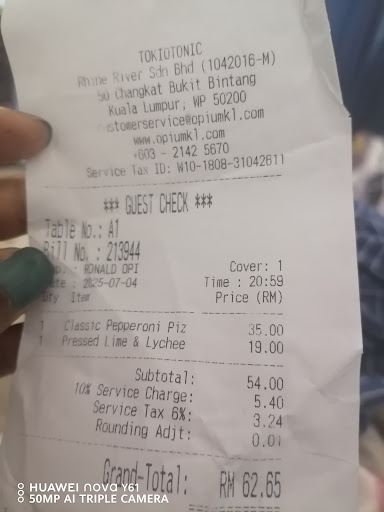 TOKIOTONIC
Rhine River Sdn Bhd (1042016-M)
50 Changkat Bukit Bintang
Kuala Lumpur, WP 50200
customerservice@opiumkl.com
www.opiumkl.com
+603 - 2142 5670
Service Tax ID: W10-1808-31042611
*** GUEST CHECK ***
Table No.: A1
Bill No. : 213944
: RONALD OPI Cover: 1
: 2025-07-04 Time : 20:59
Qty Item Price (RM)
1 Classic Pepperoni Piz 35.00
1 Pressed Lime & Lychee 19.00
Subtotal: 54.00
10% Service Charge: 5.40
Service Tax 6%: 3.24
Rounding Adjt: 0.01
Grand-Total: RM 62.65
HUAWEI nova Y61
50MP AI TRIPLE CAMERA